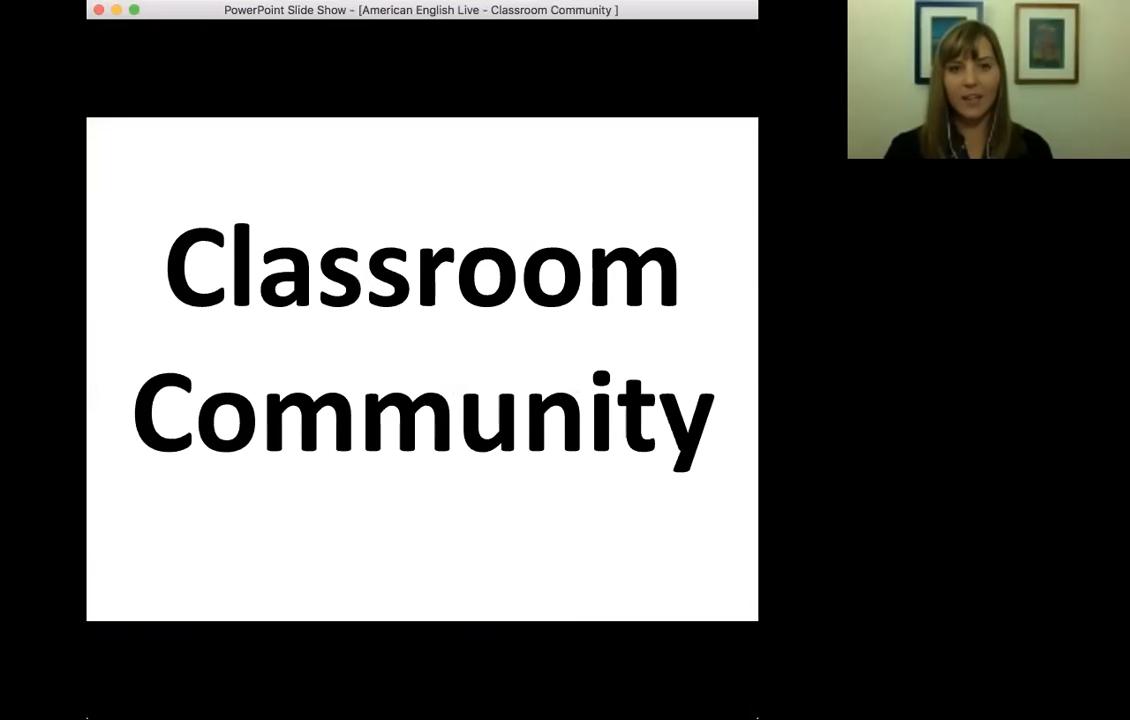 PowerPoint Slide Show - [American English Live - Classroom Community ]
Classroom
Community